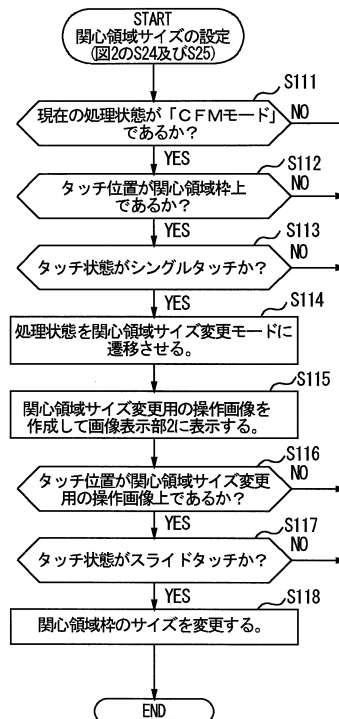 START
関心領域サイズの設定
(図2のS24及びS25)
S111
現在の処理状態が「CFMモード」
であるか?
NO
YES
S112
タッチ位置が関心領域枠上
であるか?
NO
YES
S113
タッチ状態がシングルタッチか?
NO
YES
S114
処理状態を関心領域サイズ変更モードに
遷移させる。
S115
関心領域サイズ変更用の操作画像を
作成して画像表示部2に表示する。
S116
タッチ位置が関心領域サイズ変更
用の操作画像上であるか?
NO
YES
S117
タッチ状態がスライドタッチか?
NO
YES
S118
関心領域枠のサイズを変更する。
END